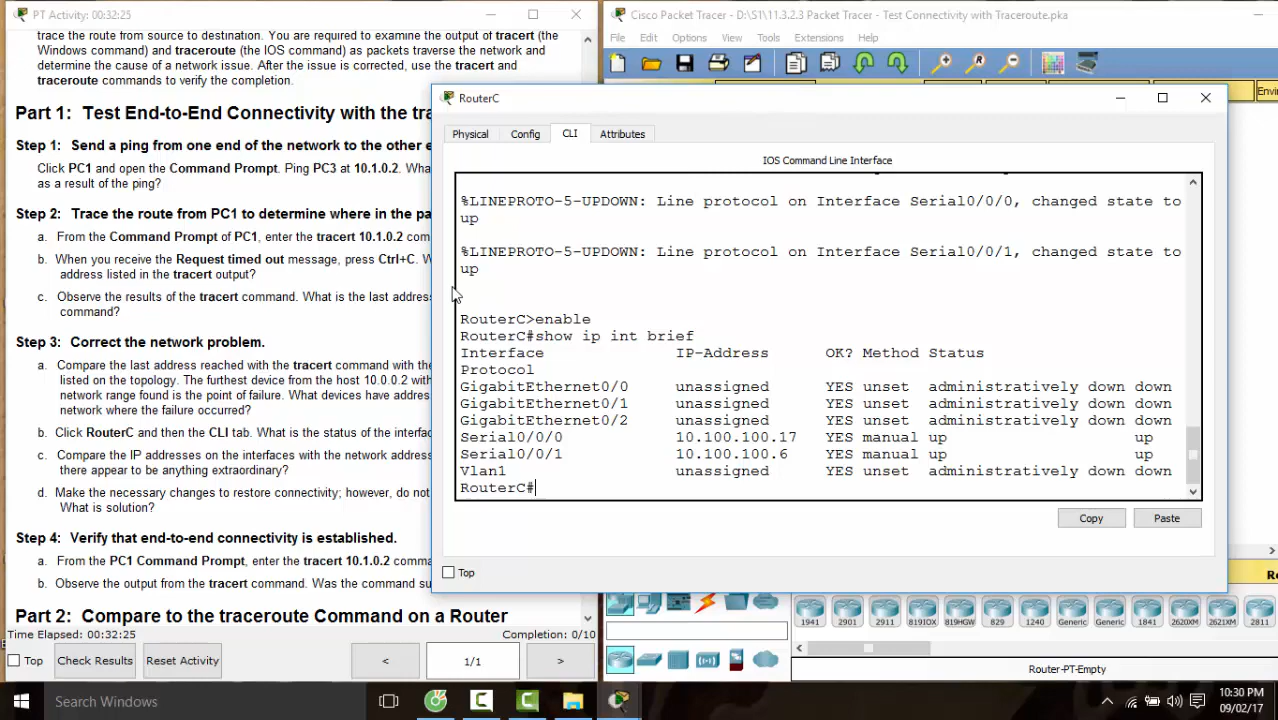 PT Activity: 00:32:25
trace the route from source to destination. You are required to examine the output of tracert (the
Windows command) and traceroute (the IOS command) as packets traverse the network and
determine the cause of a network issue. After the issue is corrected, use the tracert and
traceroute commands to verify the completion.
Part 1: Test End-to-End Connectivity with the tra
Step 1: Send a ping from one end of the network to the other e
Click PC1 and open the Command Prompt. Ping PC3 at 10.1.0.2. Wha
as a result of the ping?
Step 2: Trace the route from PC1 to determine where in the pa
a. From the Command Prompt of PC1, enter the tracert 10.1.0.2 com
b. When you receive the Request timed out message, press Ctrl+C. W
address listed in the tracert output?
c. Observe the results of the tracert command. What is the last addres
command?
Step 3: Correct the network problem.
a. Compare the last address reached with the tracert command with the
listed on the topology. The furthest device from the host 10.0.0.2 with
network range found is the point of failure. What devices have addre
network where the failure occurred?
b. Click RouterC and then the CLI tab. What is the status of the interfac
c. Compare the IP addresses on the interfaces with the network addres
there appear to be anything extraordinary?
d. Make the necessary changes to restore connectivity; however, do not
What is solution?
Step 4: Verify that end-to-end connectivity is established.
a. From the PC1 Command Prompt, enter the tracert 10.1.0.2 comma
b. Observe the output from the tracert command. Was the command su
Part 2: Compare to the traceroute Command on a Router
Time Elapsed: 00:32:25
Completion: 0/10
Top
Check Results
Reset Activity
<
1/1
>
Cisco Packet Tracer - D:\S1\11.3.2.3 Packet Tracer - Test Connectivity with Traceroute.pka
File Edit Options View Tools Extensions Help
Envir
RouterC
Physical Config CLI Attributes
IOS Command Line Interface
%LINEPROTO-5-UPDOWN: Line protocol on Interface Serial0/0/0, changed state to
up
%LINEPROTO-5-UPDOWN: Line protocol on Interface Serial0/0/1, changed state to
up
RouterC>enable
RouterC#show ip int brief
Interface IP-Address OK? Method Status
Protocol
GigabitEthernet0/0 unassigned YES unset administratively down down
GigabitEthernet0/1 unassigned YES unset administratively down down
GigabitEthernet0/2 unassigned YES unset administratively down down
Serial0/0/0 10.100.100.17 YES manual up up
Serial0/0/1 10.100.100.6 YES manual up up
Vlan1 unassigned YES unset administratively down down
RouterC#
Copy
Paste
Top
Ro
1941 2901 2911 819IOX 819HGW 829 1240 Generic Generic 1841 2620XM 2621XM 2811
Router-PT-Empty
Search Windows
10:30 PM
09/02/17